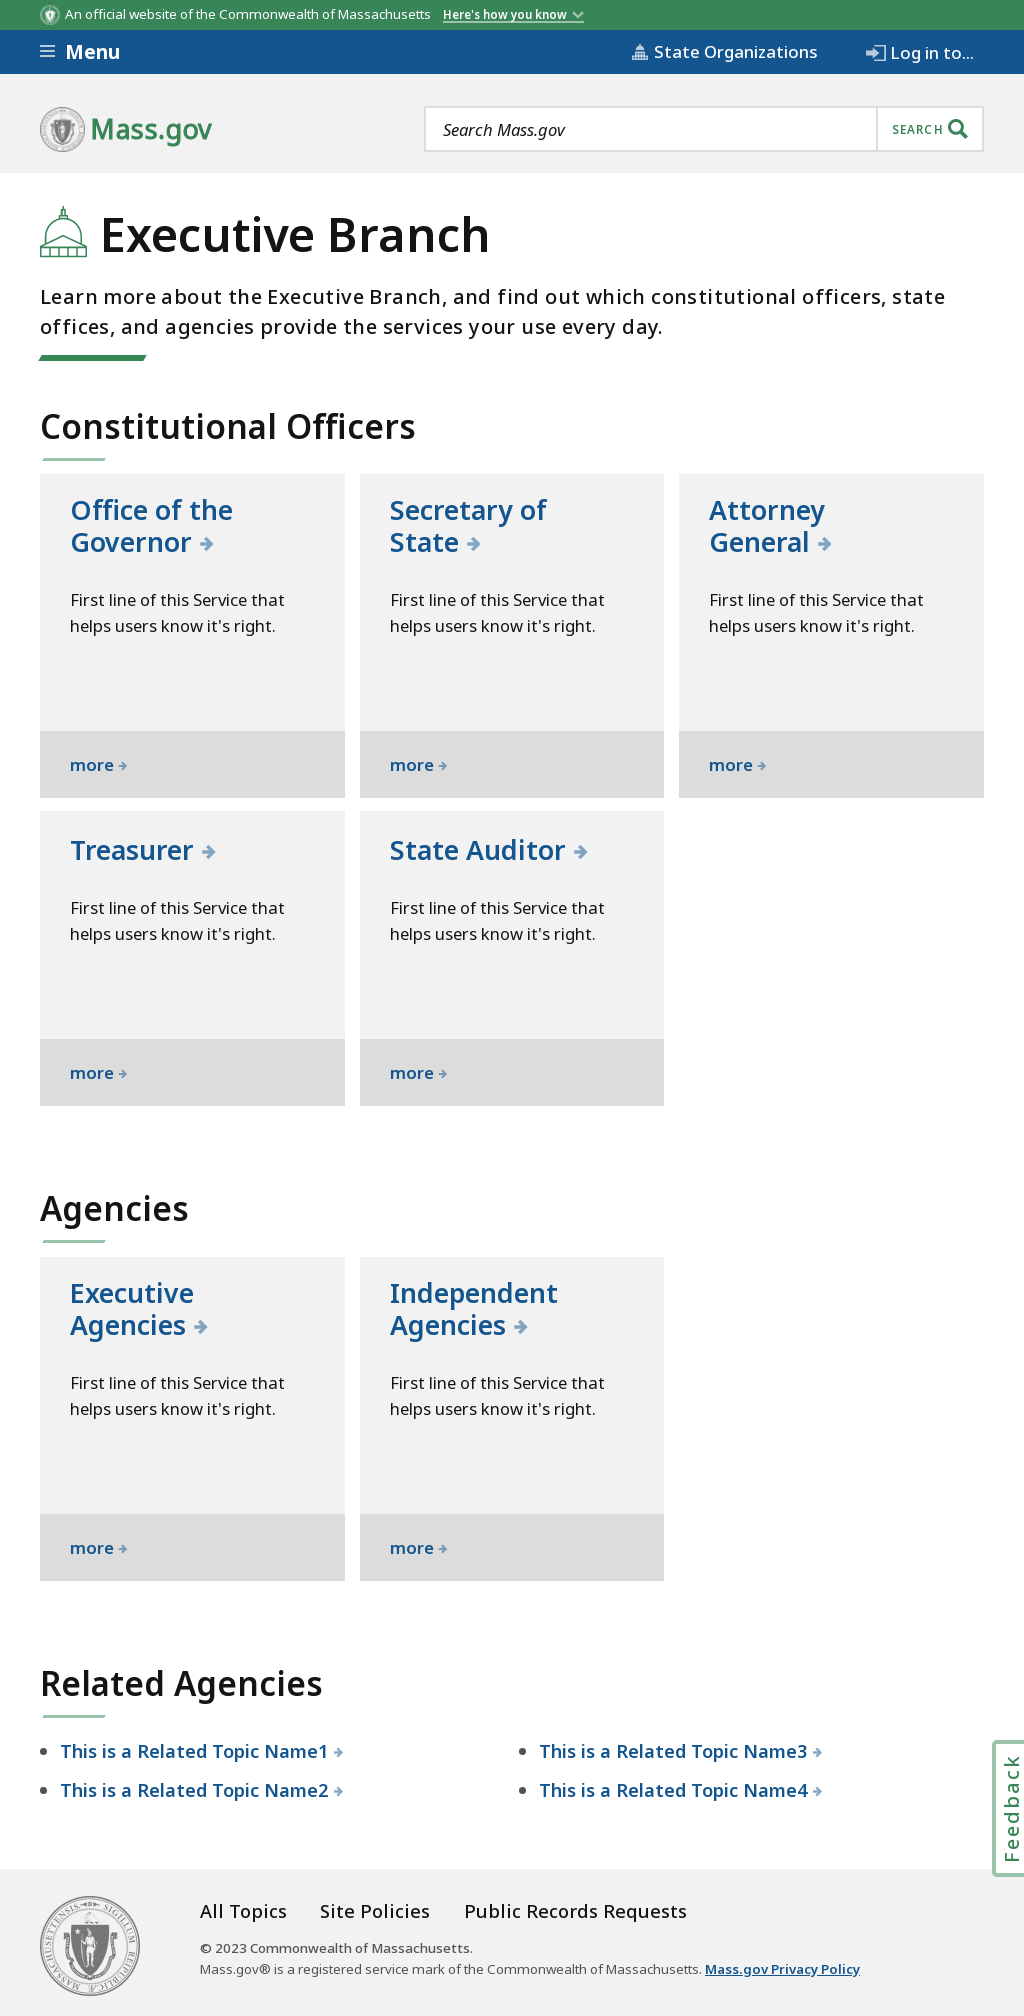 An official website of the Commonwealth of Massachusetts Here's how you know
Menu State Organizations Log in to...
Mass.gov Search Mass.gov SEARCH
Executive Branch
Learn more about the Executive Branch, and find out which constitutional officers, state
offices, and agencies provide the services your use every day.
Constitutional Officers
Office of the
Governor
First line of this Service that
helps users know it's right.
more
Secretary of
State
First line of this Service that
helps users know it's right.
more
Attorney
General
First line of this Service that
helps users know it's right.
more
Treasurer
First line of this Service that
helps users know it's right.
more
State Auditor
First line of this Service that
helps users know it's right.
more
Agencies
Executive
Agencies
First line of this Service that
helps users know it's right.
more
Independent
Agencies
First line of this Service that
helps users know it's right.
more
Related Agencies
This is a Related Topic Name1
This is a Related Topic Name2
This is a Related Topic Name3
This is a Related Topic Name4
Feedback
All Topics Site Policies Public Records Requests
© 2023 Commonwealth of Massachusetts.
Mass.gov® is a registered service mark of the Commonwealth of Massachusetts. Mass.gov Privacy Policy